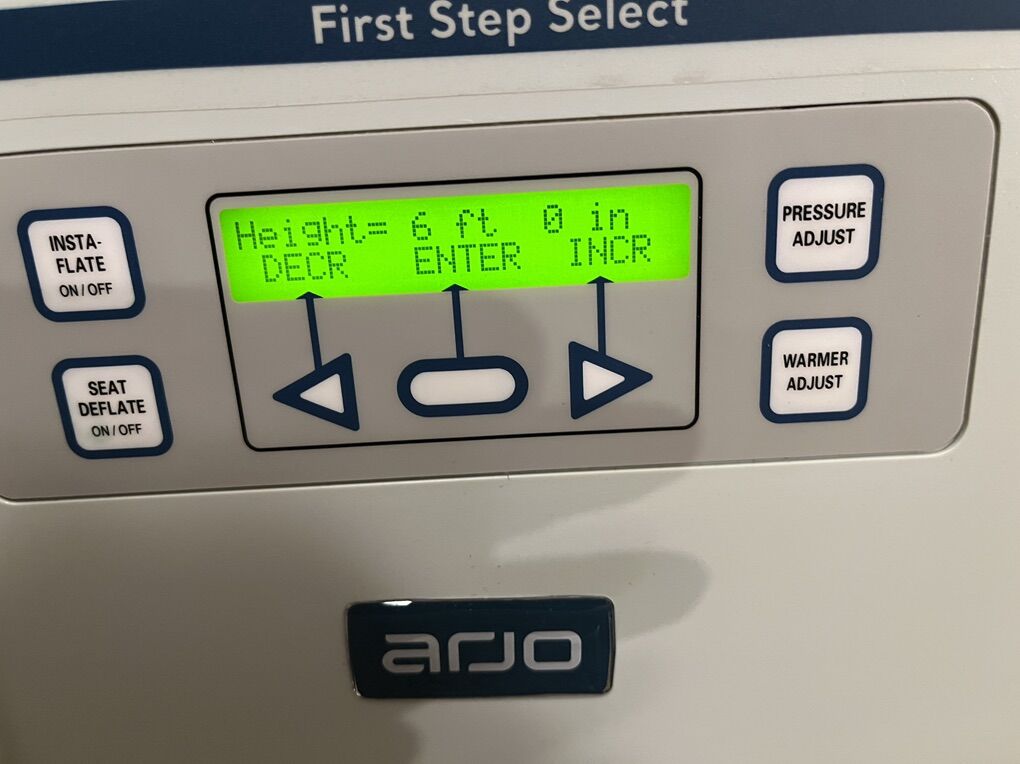 First Step Select
INSTA-
FLATE
ON/OFF
SEAT
DEFLATE
ON/OFF
Height= 6 ft 0 in
DECR ENTER INCR
PRESSURE
ADJUST
WARMER
ADJUST
arjo